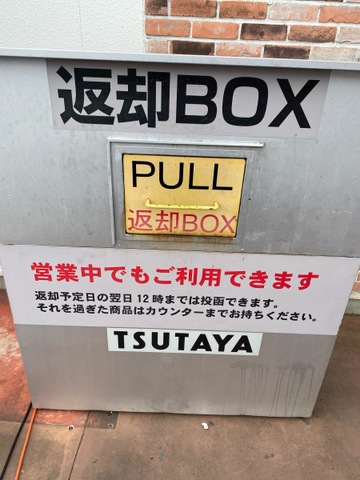 返却BOX
PULL
返却BOX
営業中でもご利用できます
返却予定日の翌日12時までは投函できます。
それを過ぎた商品はカウンターまでお持ちください。
TSUTAYA